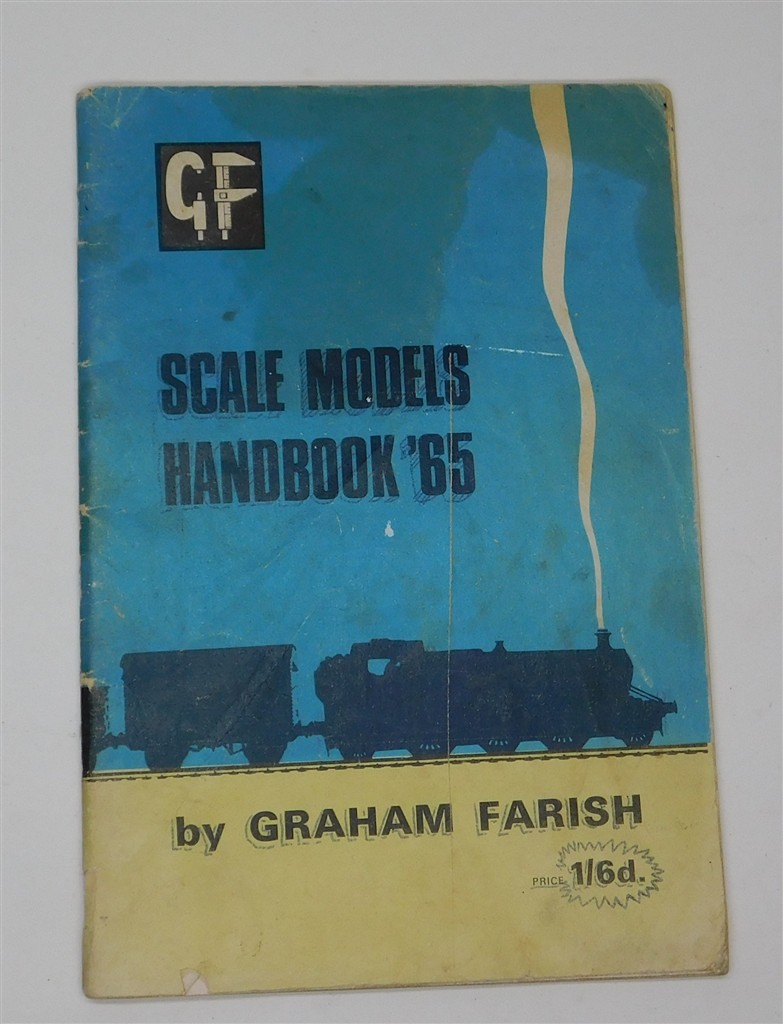 GF
SCALE MODELS
HANDBOOK '65
by GRAHAM FARISH
PRICE 1/6d.